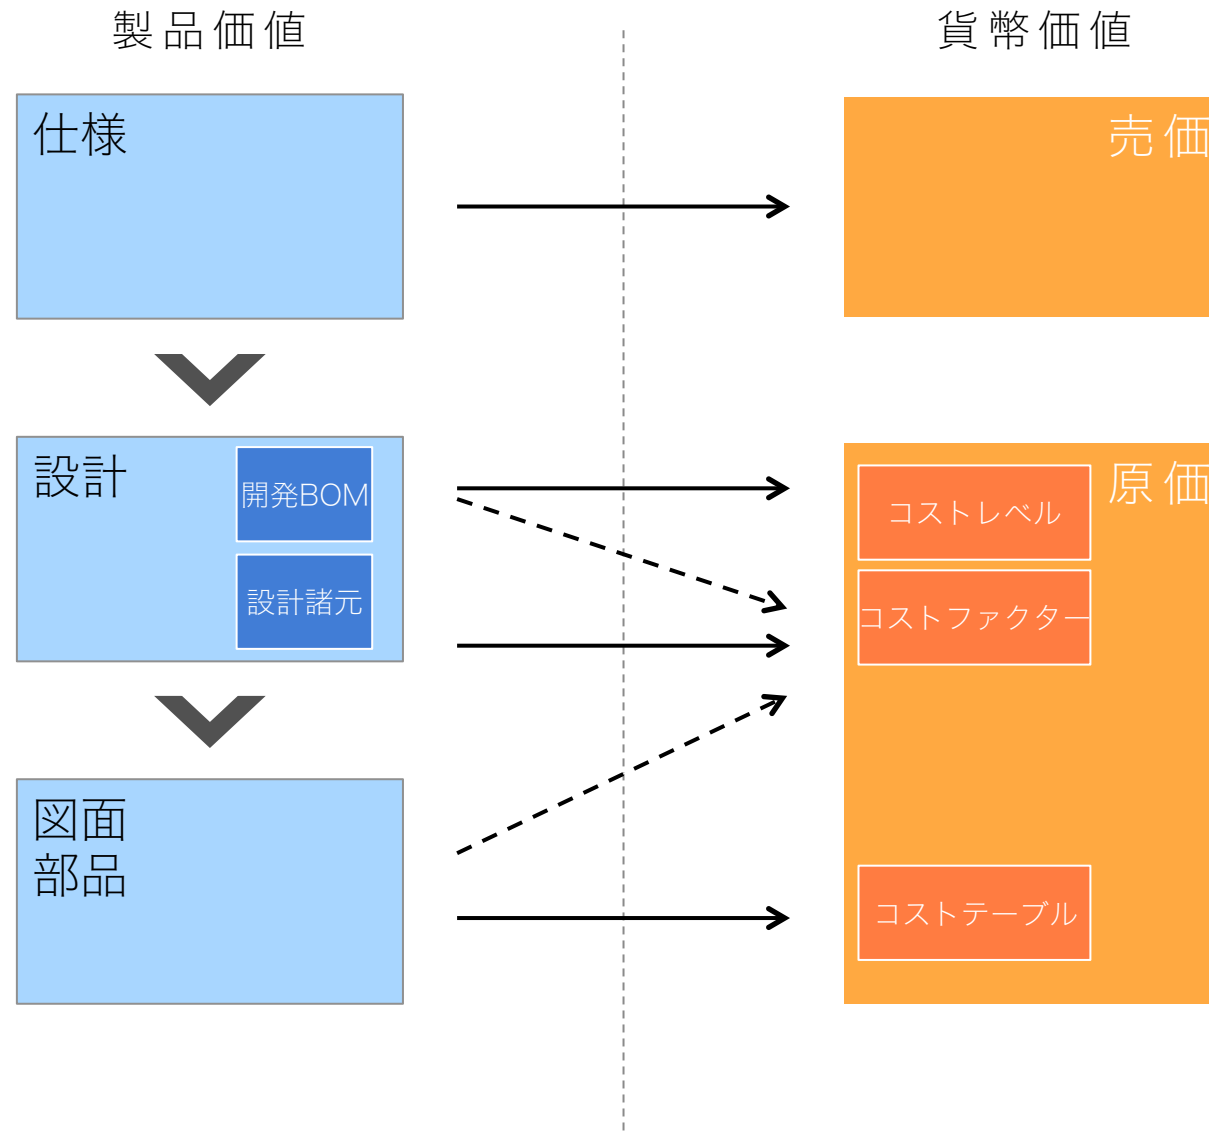 製品価値
貨幣価値
仕様
売価
設計
開発BOM
設計諸元
原価
コストレベル
コストファクター
図面
部品
コストテーブル